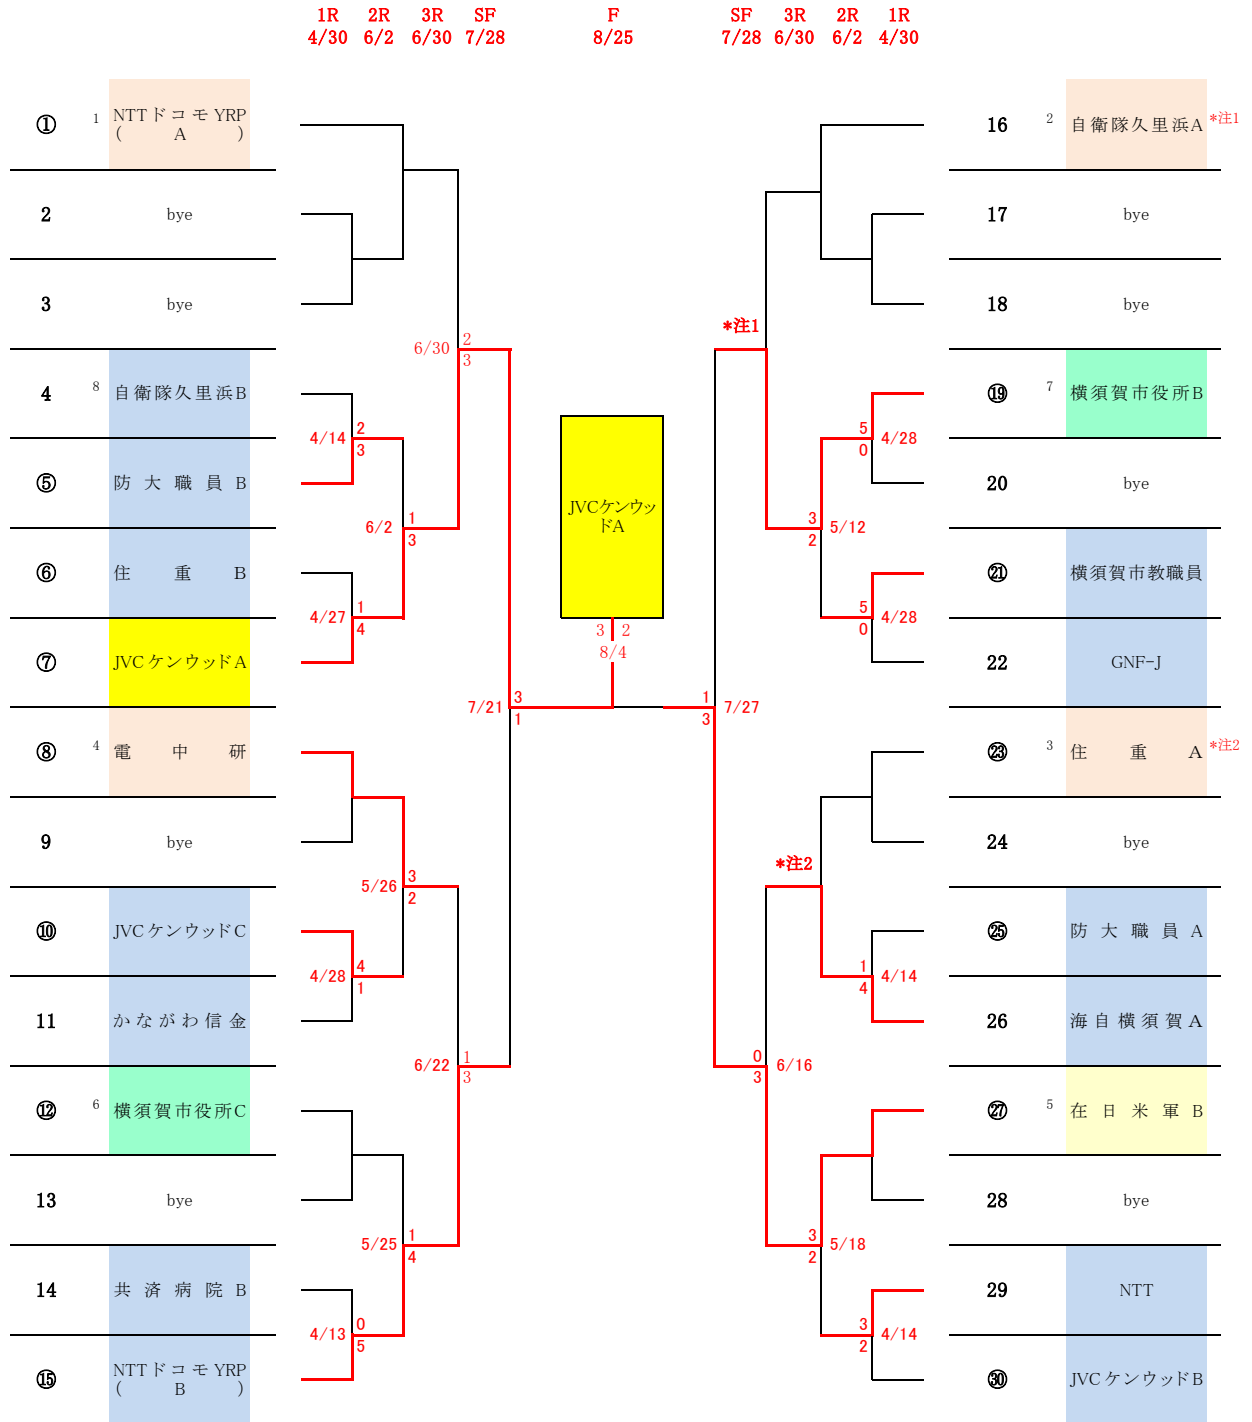 1R 2R 3R SF F SF 3R 2R 1R
4/30 6/2 6/30 7/28 8/25 7/28 6/30 6/2 4/30
① 1 NTTドコモYRP
( A )
2 bye
3 bye
6/30 2
3
4 8 自衛隊久里浜B
4/14 2
3
⑤ 防大職員B
6/2 1
3
⑥ 住重B
4/27 1
4
⑦ JVCケンウッドA
7/21 3
1
⑧ 4 電中研
9 bye
5/26 3
2
⑩ JVCケンウッドC
4/28 4
1
11 かながわ信金
6/22 1
3
⑫ 6 横須賀市役所C
13 bye
5/25 1
4
14 共済病院B
4/13 0
5
⑮ NTTドコモYRP
( B )
JVCケンウッ
ドA
3 2
8/4
16 2 自衛隊久里浜A *注1
17 bye
18 bye
*注1
⑲ 7 横須賀市役所B
5 4/28
0
20 bye
3 5/12
2
㉑ 横須賀市教職員
5 4/28
0
22 GNF-J
1 7/27
3
㉓ 3 住重A *注2
24 bye
*注2
㉕ 防大職員A
1 4/14
4
26 海自横須賀A
0 6/16
3
㉗ 5 在日米軍B
28 bye
3 5/18
2
29 NTT
3 4/14
2
㉚ JVCケンウッドB